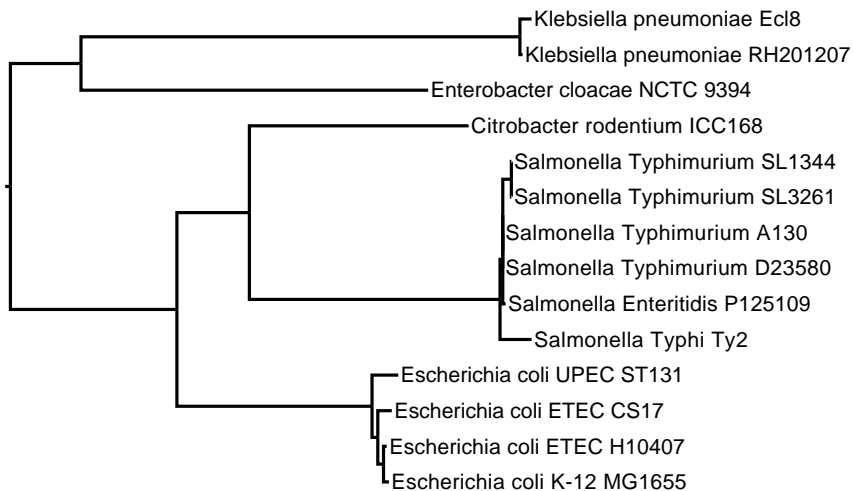 Klebsiella pneumoniae Ecl8
Klebsiella pneumoniae RH201207
Enterobacter cloacae NCTC 9394
Citrobacter rodentium ICC168
Salmonella Typhimurium SL1344
Salmonella Typhimurium SL3261
Salmonella Typhimurium A130
Salmonella Typhimurium D23580
Salmonella Enteritidis P125109
Salmonella Typhi Ty2
Escherichia coli UPEC ST131
Escherichia coli ETEC CS17
Escherichia coli ETEC H10407
Escherichia coli K-12 MG1655